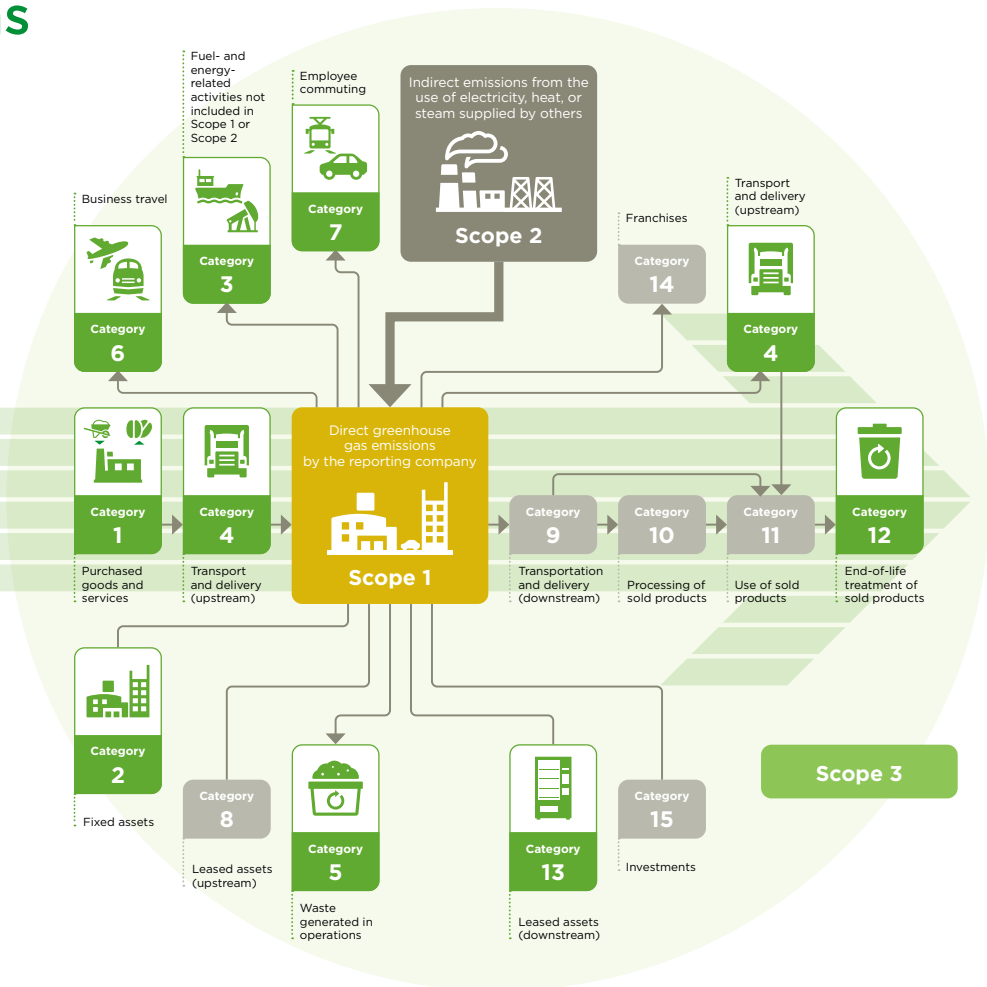 s
Fuel- and
energy-
related
activities not
included in
Scope 1 or
Scope 2
Employee
commuting
Indirect emissions from the
use of electricity, heat, or
steam supplied by others
Scope 2
Business travel
Category
7
Category
3
Category
6
Franchises
Category
14
Transport
and delivery
(upstream)
Category
4
Category
1
Purchased
goods and
services
Category
4
Transport
and delivery
(upstream)
Direct greenhouse
gas emissions
by the reporting company
Scope 1
Category
9
Transportation
and delivery
(downstream)
Category
10
Processing of
sold products
Category
11
Use of sold
products
Category
12
End-of-life
treatment of
sold products
Category
2
Fixed assets
Category
8
Leased assets
(upstream)
Category
5
Waste
generated in
operations
Category
13
Leased assets
(downstream)
Category
15
Investments
Scope 3